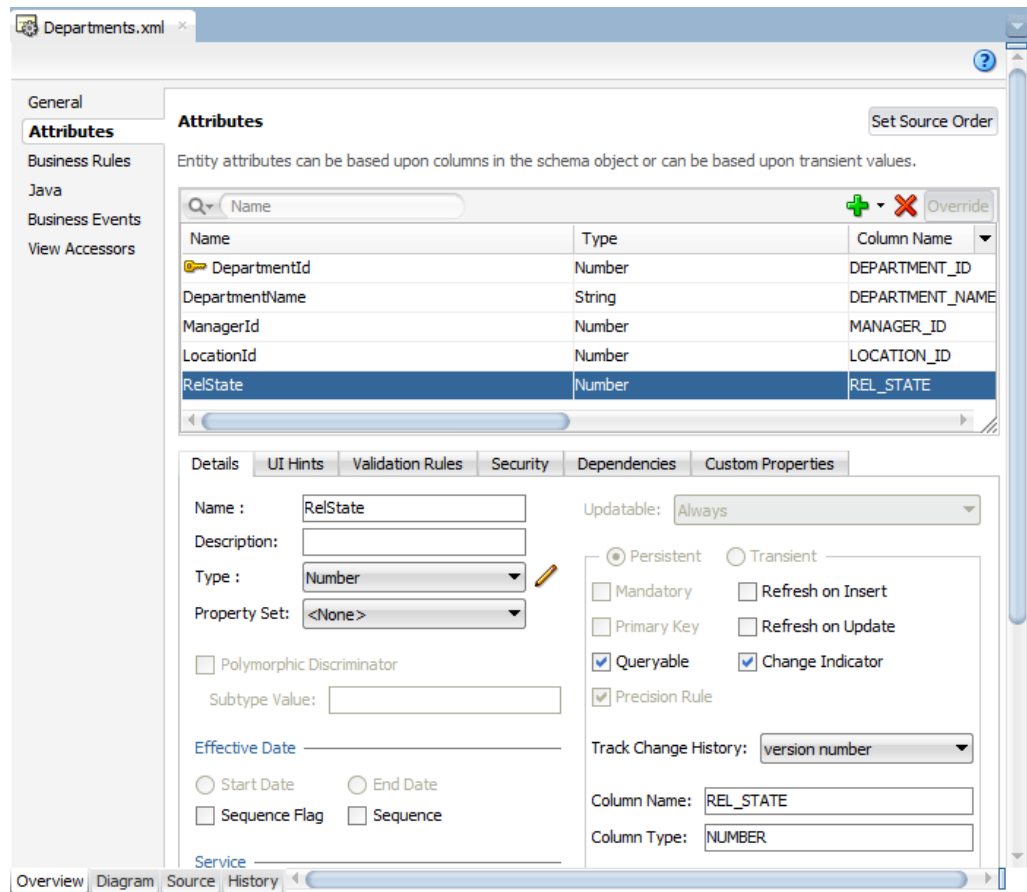 Departments.xml
General
Attributes
Business Rules
Java
Business Events
View Accessors
Attributes
Set Source Order
Entity attributes can be based upon columns in the schema object or can be based upon transient values.
Name
Override
Name Type Column Name
DepartmentId Number DEPARTMENT_ID
DepartmentName String DEPARTMENT_NAME
ManagerId Number MANAGER_ID
LocationId Number LOCATION_ID
RelState Number REL_STATE
Details UI Hints Validation Rules Security Dependencies Custom Properties
Name : RelState
Description:
Type : Number
Property Set: <None>
Polymorphic Discriminator
Subtype Value:
Effective Date
Start Date End Date
Sequence Flag Sequence
Service
Updatable: Always
Persistent Transient
Mandatory Refresh on Insert
Primary Key Refresh on Update
Queryable Change Indicator
Precision Rule
Track Change History: version number
Column Name: REL_STATE
Column Type: NUMBER
Overview Diagram Source History